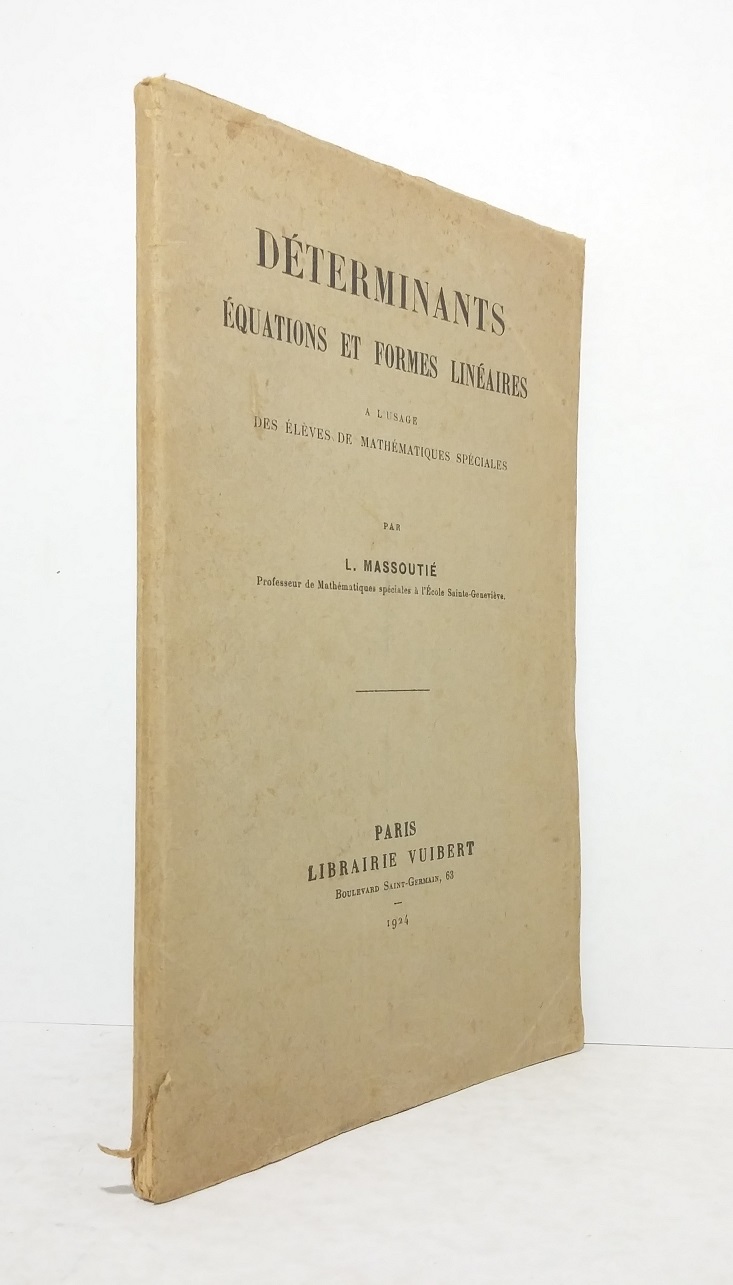 DÉTERMINANTS
ÉQUATIONS ET FORMES LINÉAIRES
A L'USAGE
DES ÉLÈVES DE MATHÉMATIQUES SPÉCIALES
PAR
L. MASSOUTIÉ
Professeur de Mathématiques spéciales à l'École Sainte-Geneviève.
PARIS
LIBRAIRIE VUIBERT
BOULEVARD SAINT-GERMAIN, 63
1924